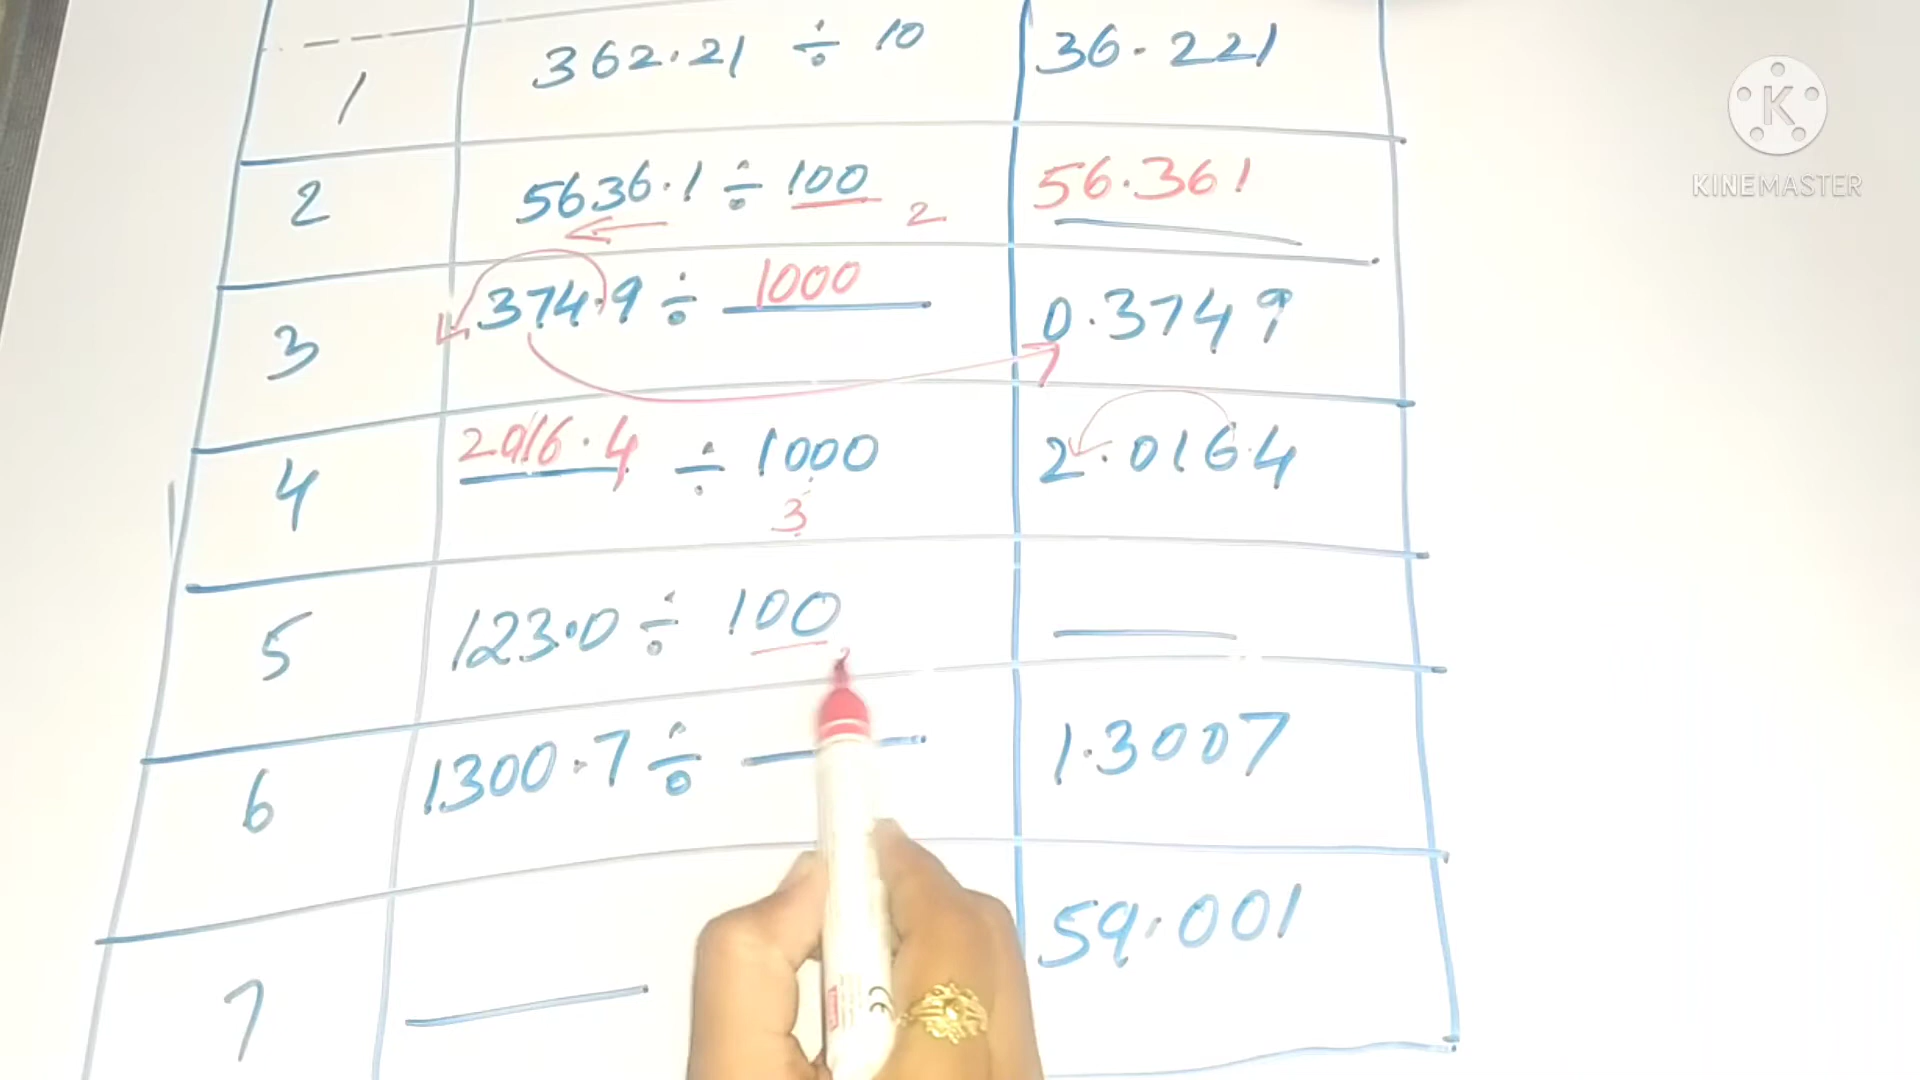 1 362.21 ÷ 10 36.221
2 5636.1 ÷ 100 2 56.361
3 374.9 ÷ 1000 0.3749
4 2016.4 ÷ 1000 3 2.0164
5 123.0 ÷ 100 2
6 1300.7 ÷ 1.3007
7 59.001
K
KINEMASTER
CE